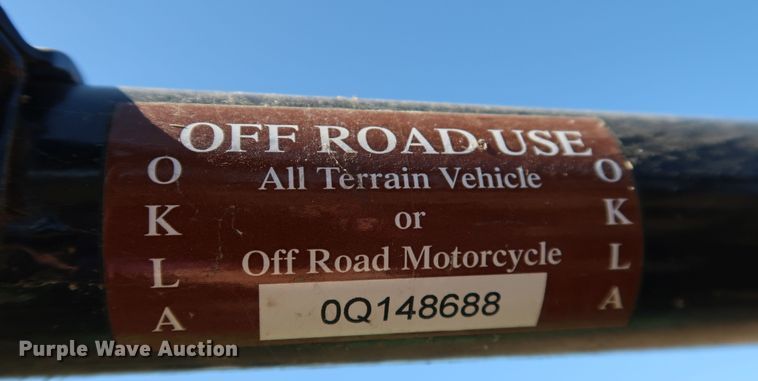 OFF ROAD USE
All Terrain Vehicle
or
Off Road Motorcycle
0Q148688
OKLA
OKLA
Purple Wave Auction